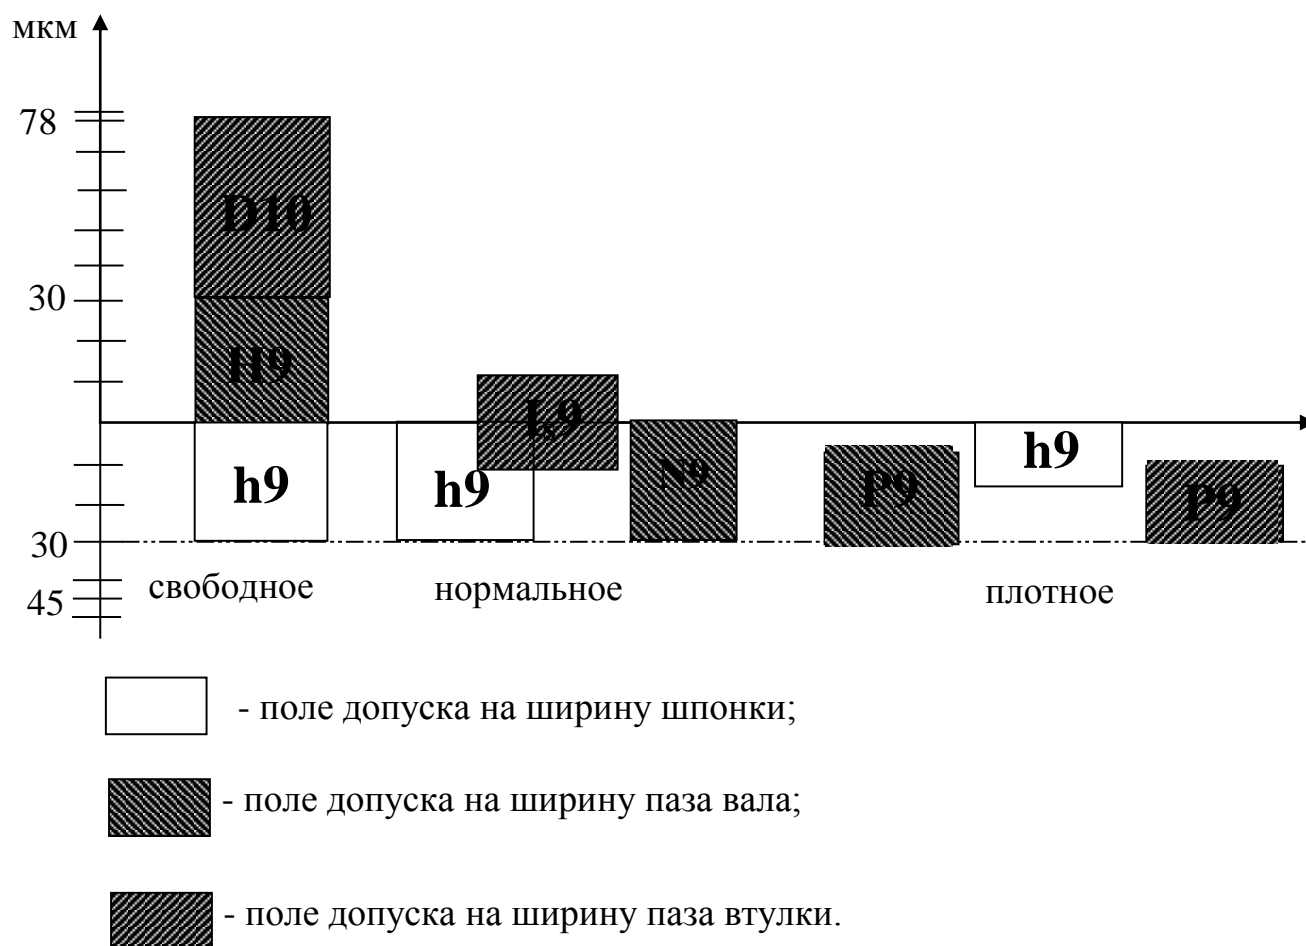 мкм
78
D10
30
H9
Is9
h9
h9
N9
P9
h9
P9
30
свободное
нормальное
плотное
45
- поле допуска на ширину шпонки;
- поле допуска на ширину паза вала;
- поле допуска на ширину паза втулки.